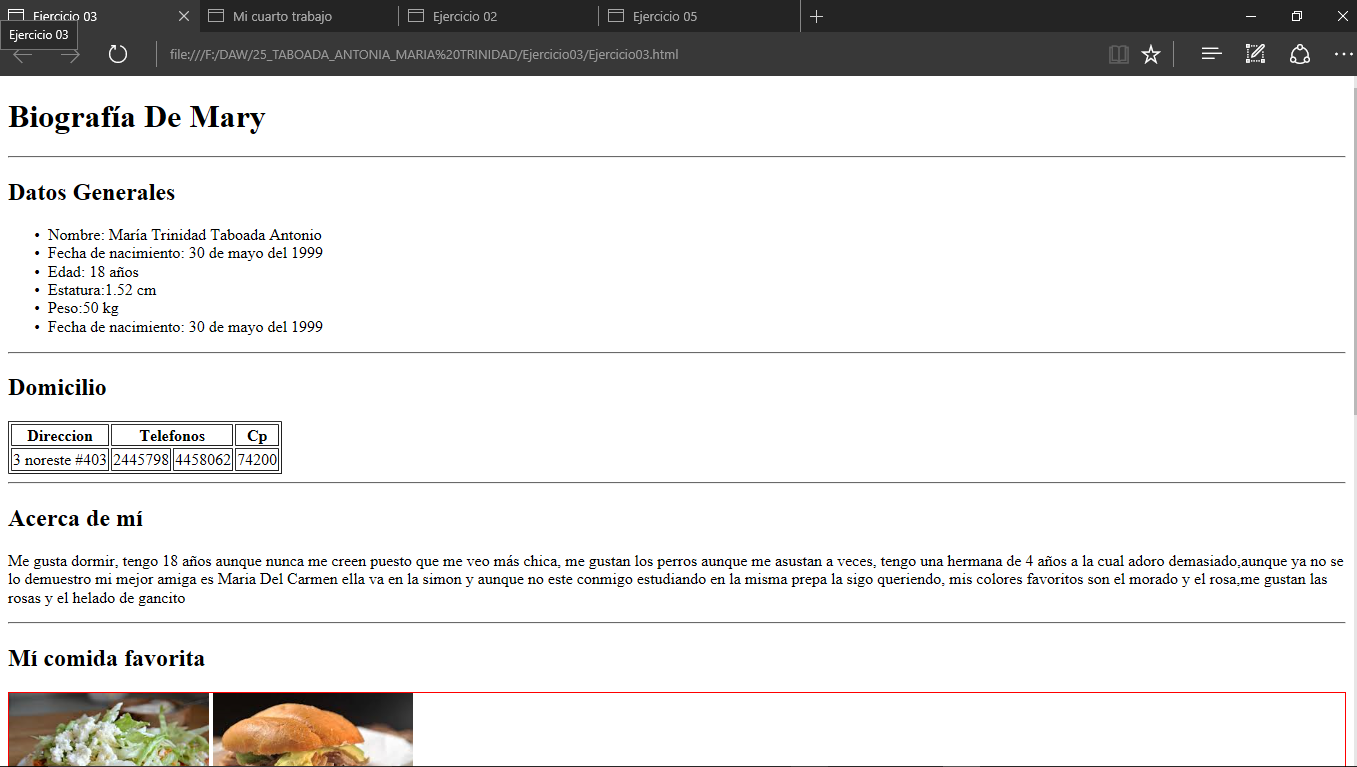 Ejercicio 03
Mi cuarto trabajo
Ejercicio 02
Ejercicio 05
Ejercicio 03
file:///F:/DAW/25_TABOADA_ANTONIA_MARIA%20TRINIDAD/Ejercicio03/Ejercicio03.html
Biografía De Mary
Datos Generales
• Nombre: María Trinidad Taboada Antonio
• Fecha de nacimiento: 30 de mayo del 1999
• Edad: 18 años
• Estatura:1.52 cm
• Peso:50 kg
• Fecha de nacimiento: 30 de mayo del 1999
Domicilio
Direccion Telefonos Cp
3 noreste #403 2445798 4458062 74200
Acerca de mí
Me gusta dormir, tengo 18 años aunque nunca me creen puesto que me veo más chica, me gustan los perros aunque me asustan a veces, tengo una hermana de 4 años a la cual adoro demasiado,aunque ya no se
lo demuestro mi mejor amiga es Maria Del Carmen ella va en la simon y aunque no este conmigo estudiando en la misma prepa la sigo queriendo, mis colores favoritos son el morado y el rosa,me gustan las
rosas y el helado de gancito
Mí comida favorita